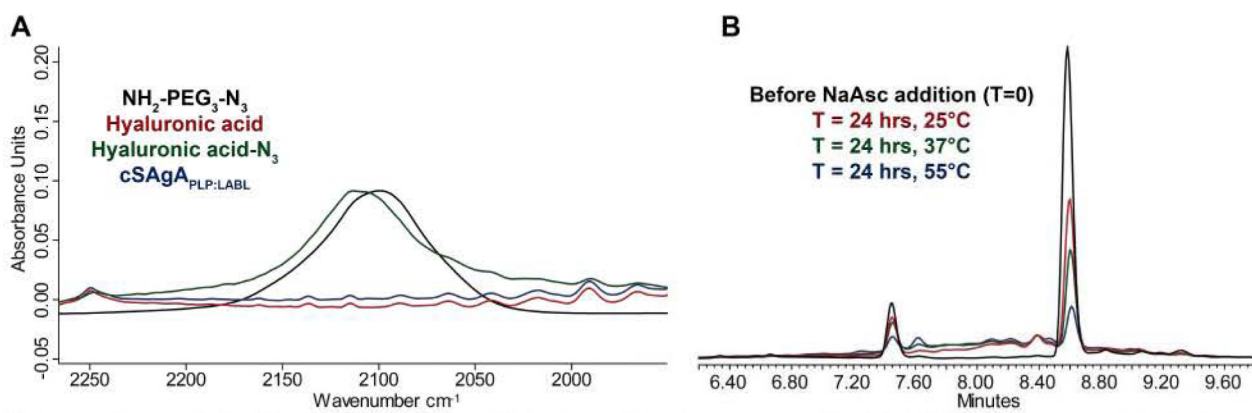 A
Absorbance Units
0.20
0.15
0.10
0.05
0.00
-0.05
NH₂-PEG₃-N₃
Hyaluronic acid
Hyaluronic acid-N₃
cSAgA PLP:LABL
2250 2200 2150 2100 2050 2000
Wavenumber cm⁻¹
B
Before NaAsc addition (T=0)
T = 24 hrs, 25°C
T = 24 hrs, 37°C
T = 24 hrs, 55°C
6.40 6.80 7.20 7.60 8.00 8.40 8.80 9.20 9.60
Minutes